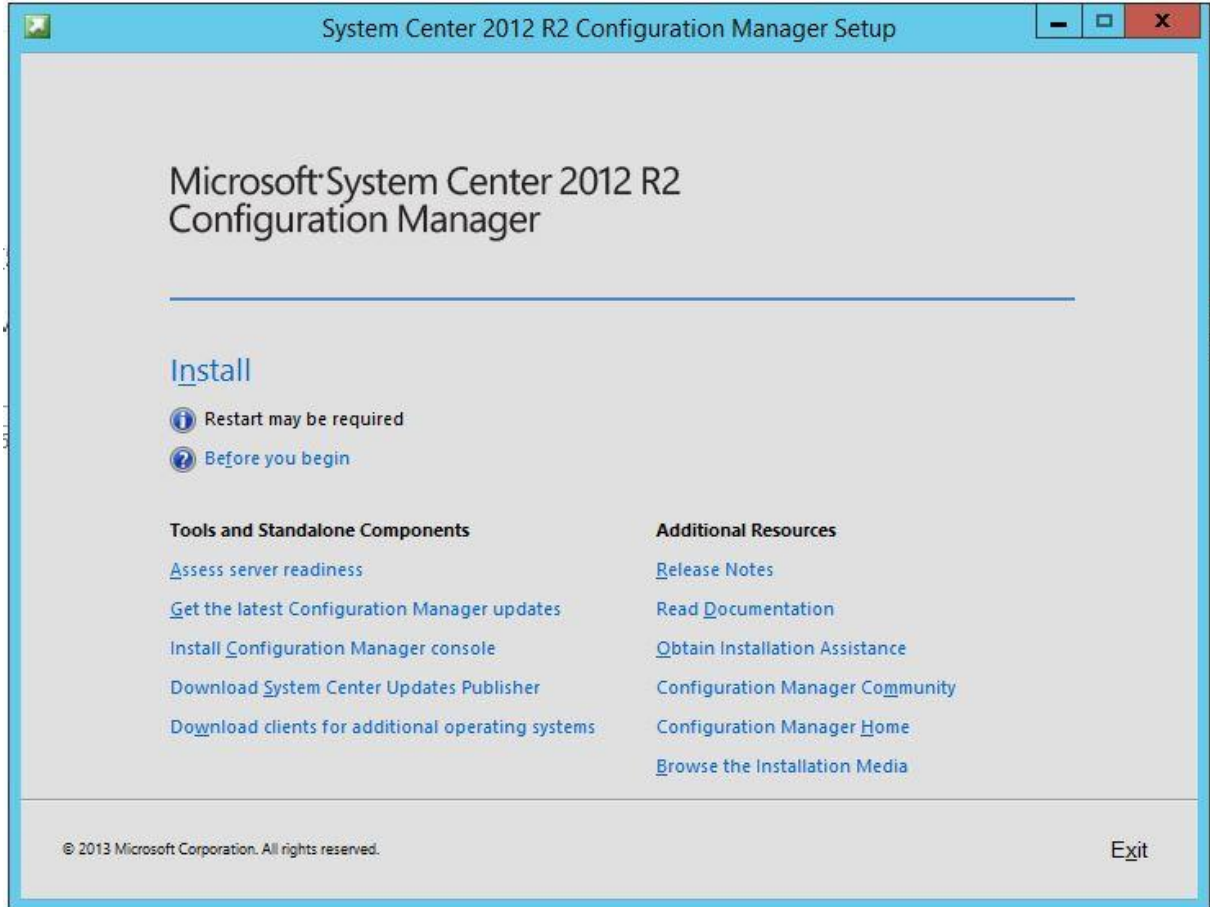 System Center 2012 R2 Configuration Manager Setup
Microsoft System Center 2012 R2
Configuration Manager
Install
Restart may be required
Before you begin
Tools and Standalone Components
Assess server readiness
Get the latest Configuration Manager updates
Install Configuration Manager console
Download System Center Updates Publisher
Download clients for additional operating systems
Additional Resources
Release Notes
Read Documentation
Obtain Installation Assistance
Configuration Manager Community
Configuration Manager Home
Browse the Installation Media
© 2013 Microsoft Corporation. All rights reserved.
Exit